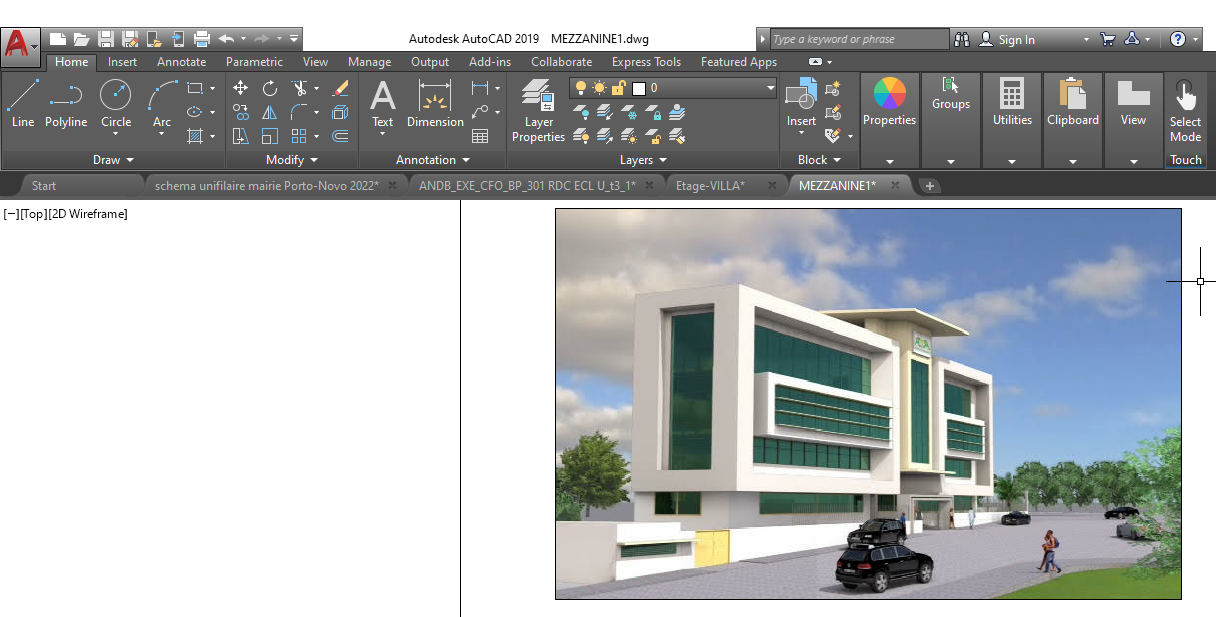 Autodesk AutoCAD 2019 MEZZANINE1.dwg
Type a keyword or phrase
Sign In
Home Insert Annotate Parametric View Manage Output Add-ins Collaborate Express Tools Featured Apps
0
Line Polyline Circle Arc
Text Dimension
Layer
Properties
Insert
Properties
Groups
Utilities
Clipboard
View
Select
Mode
Draw Modify Annotation Layers Block Touch
Start schema unifilaire mairie Porto-Novo 2022* ANDB_EXE_CFO_BP_301 RDC ECL U_t3_1* Etage-VILLA* MEZZANINE1*
[−][Top][2D Wireframe]